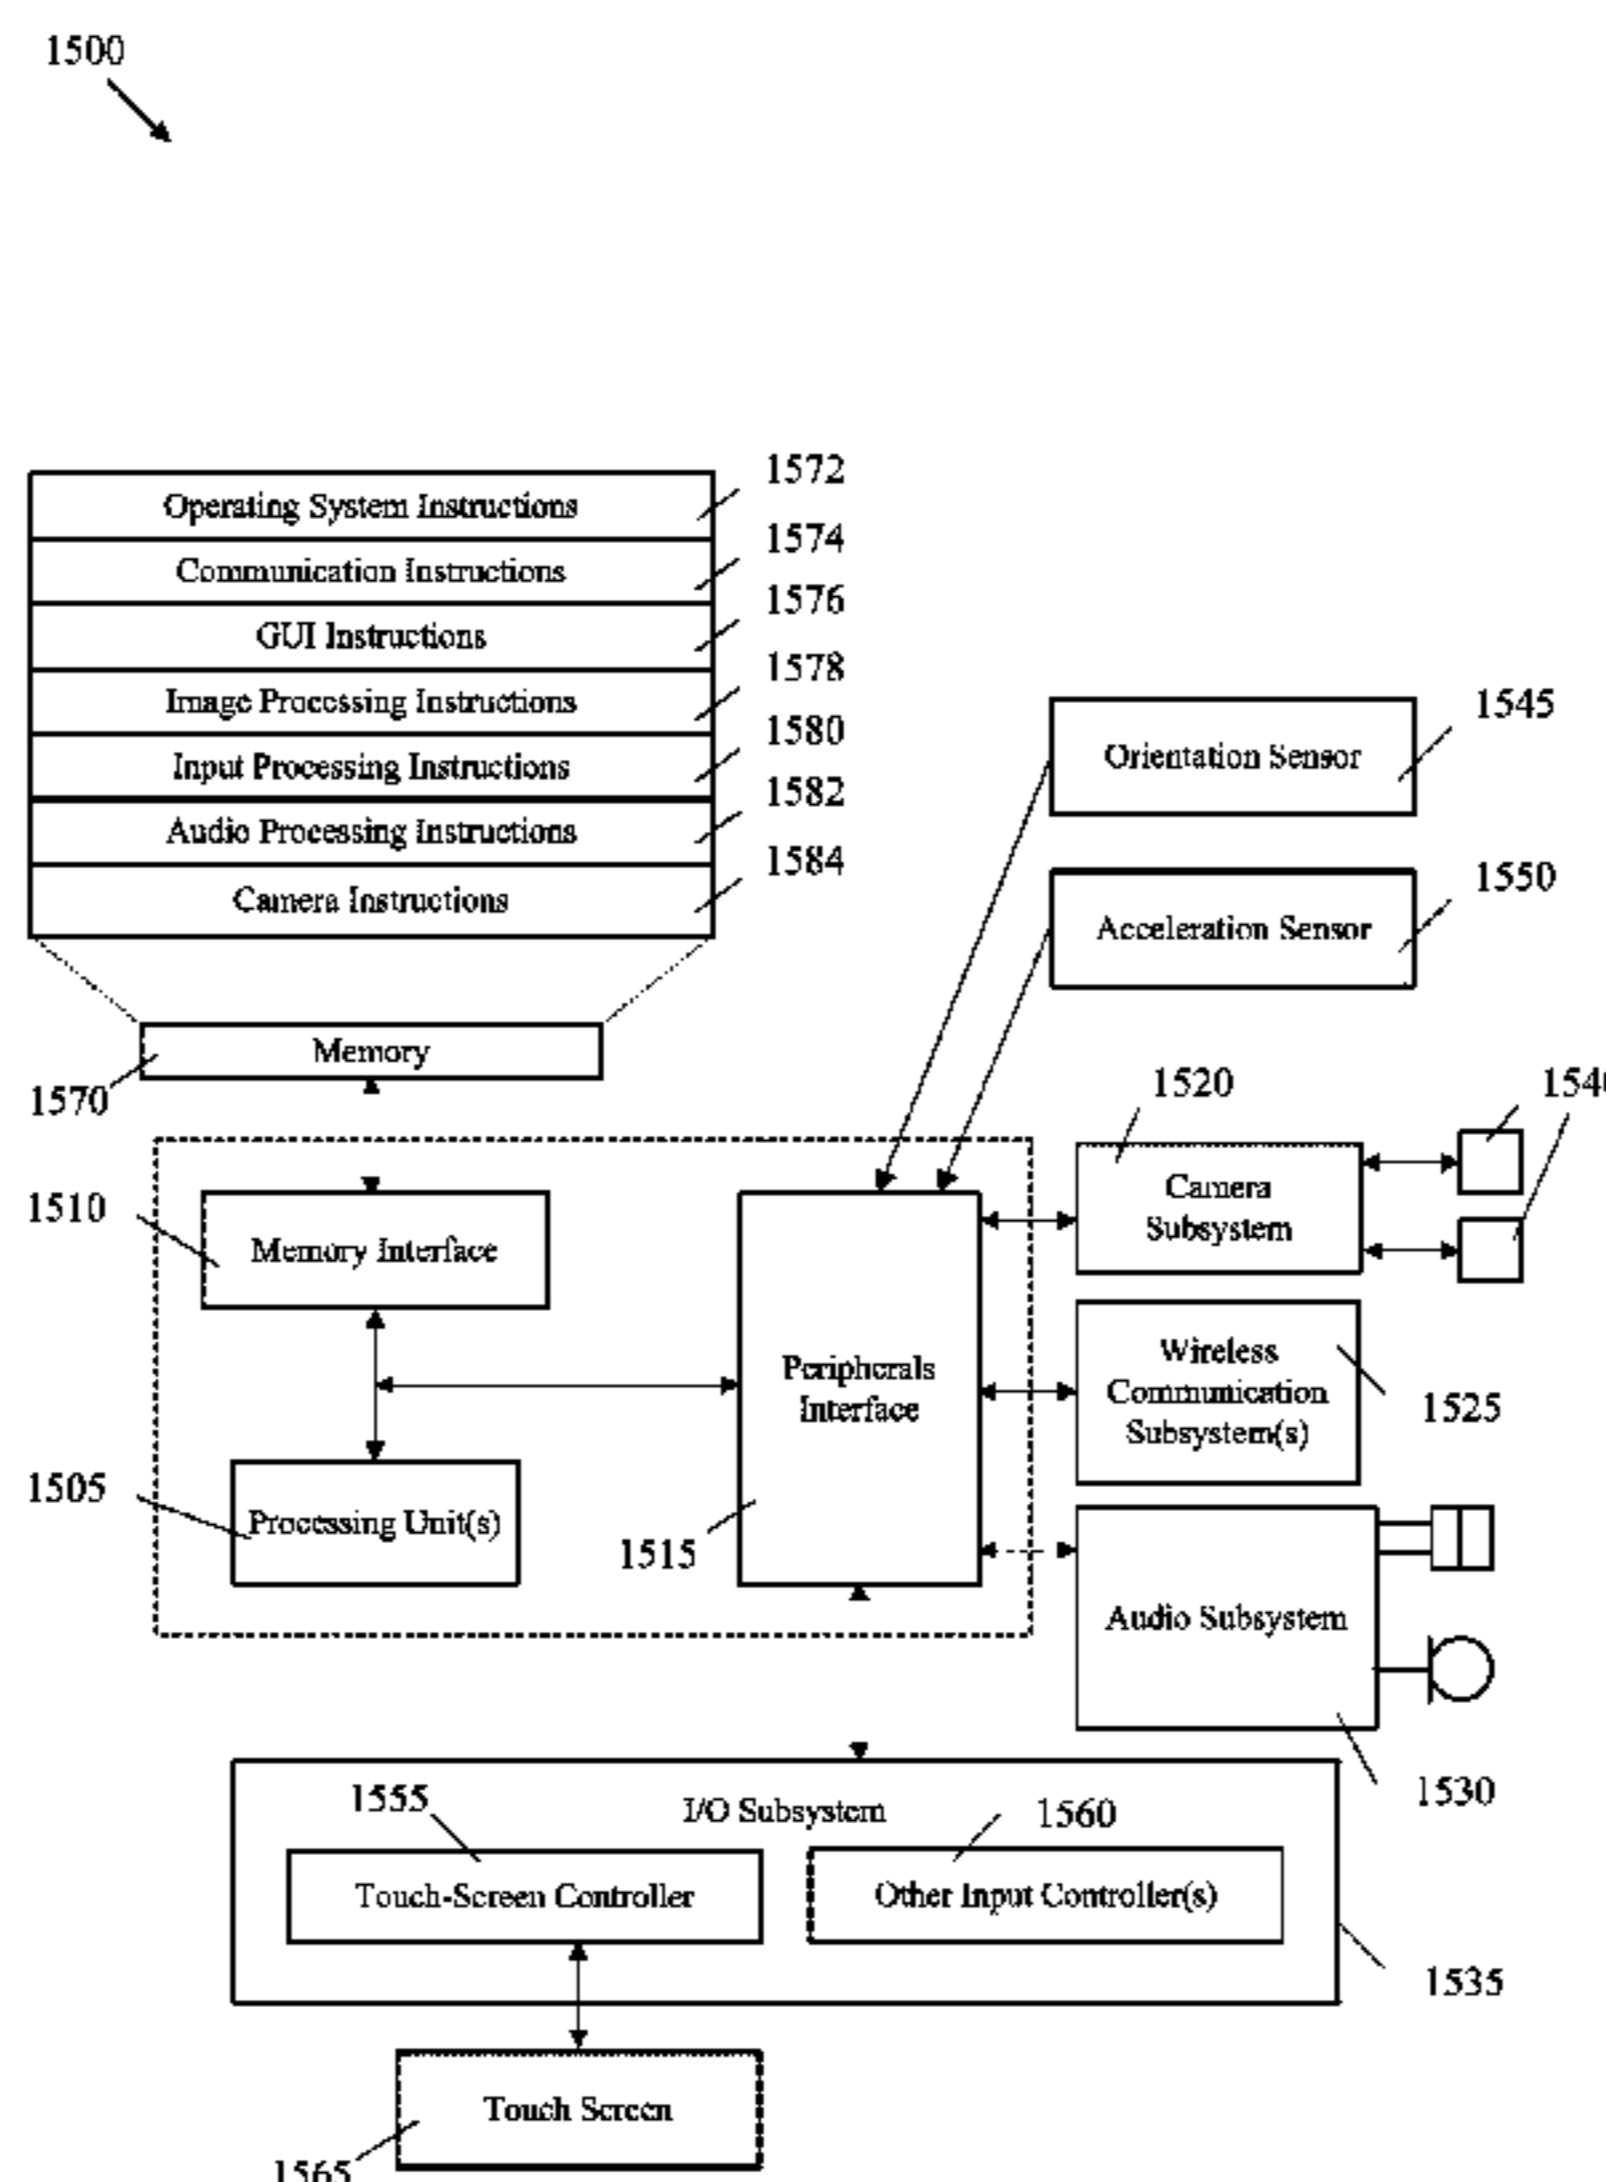 1500
Operating System Instructions
1572
Communication Instructions
1574
GUI Instructions
1576
Image Processing Instructions
1578
Input Processing Instructions
1580
Audio Processing Instructions
1582
Camera Instructions
1584
Orientation Sensor
1545
Acceleration Sensor
1550
Memory
1570
1520
Camera
Subsystem
1510
Memory Interface
Peripherals
Interface
1515
Wireless
Communication
Subsystem(s)
1525
1505
Processing Unit(s)
Audio Subsystem
1530
I/O Subsystem
1555
Touch-Screen Controller
1560
Other Input Controller(s)
1535
Touch Screen
1565